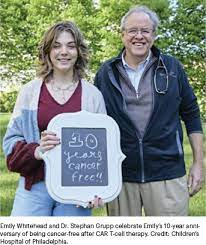 10
years
cancer
free!!
Emily Whitehead and Dr. Stephan Grupp celebrate Emily's 10-year anni-
versary of being cancer-free after CAR T-cell therapy. Credit: Children's
Hospital of Philadelphia.